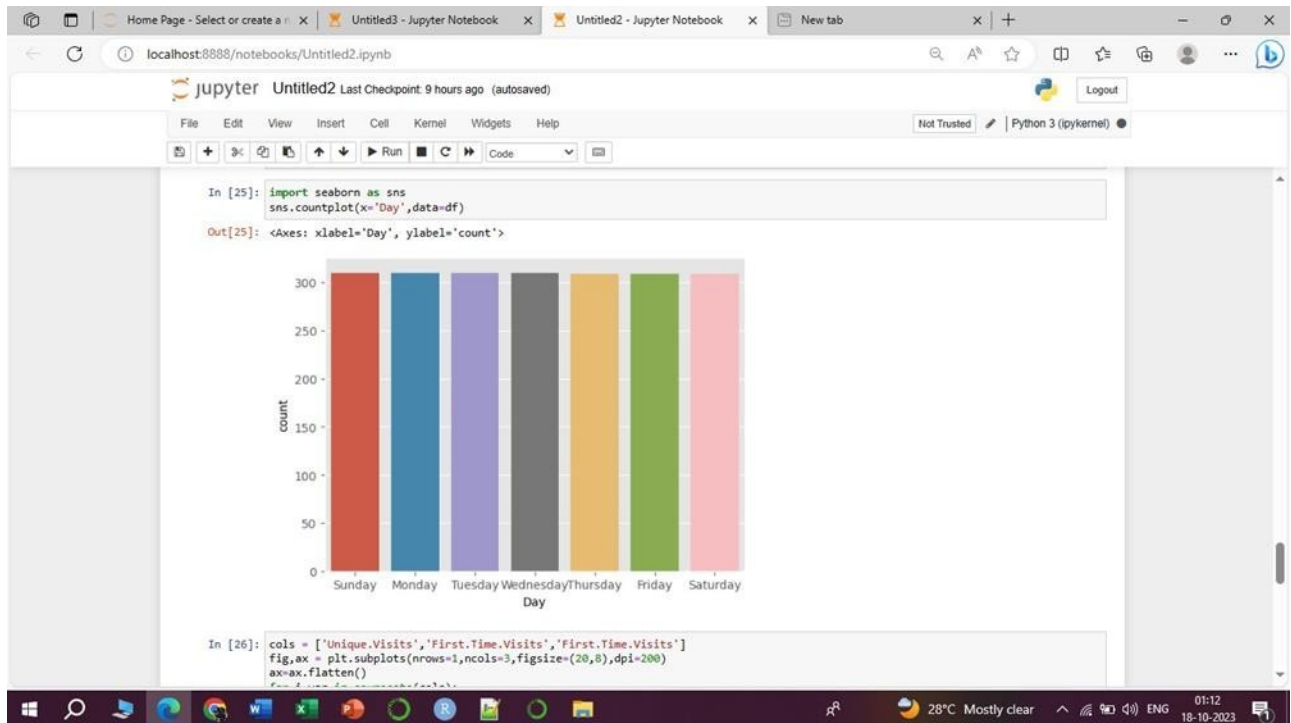 Home Page - Select or create a n
Untitled3 - Jupyter Notebook
Untitled2 - Jupyter Notebook
New tab
localhost:8888/notebooks/Untitled2.ipynb
jupyter Untitled2 Last Checkpoint: 9 hours ago (autosaved)
Logout
File Edit View Insert Cell Kernel Widgets Help
Not Trusted Python 3 (ipykernel)
Run Code
In [25]: import seaborn as sns
sns.countplot(x='Day',data=df)
Out[25]: <Axes: xlabel='Day', ylabel='count'>
300
250
200
150
100
50
0
count
Sunday Monday Tuesday Wednesday Thursday Friday Saturday
Day
In [26]: cols = ['Unique.Visits','First.Time.Visits','First.Time.Visits']
fig,ax = plt.subplots(nrows=1,ncols=3,figsize=(20,8),dpi=200)
ax=ax.flatten()
28°C Mostly clear ENG 01:12
18-10-2023